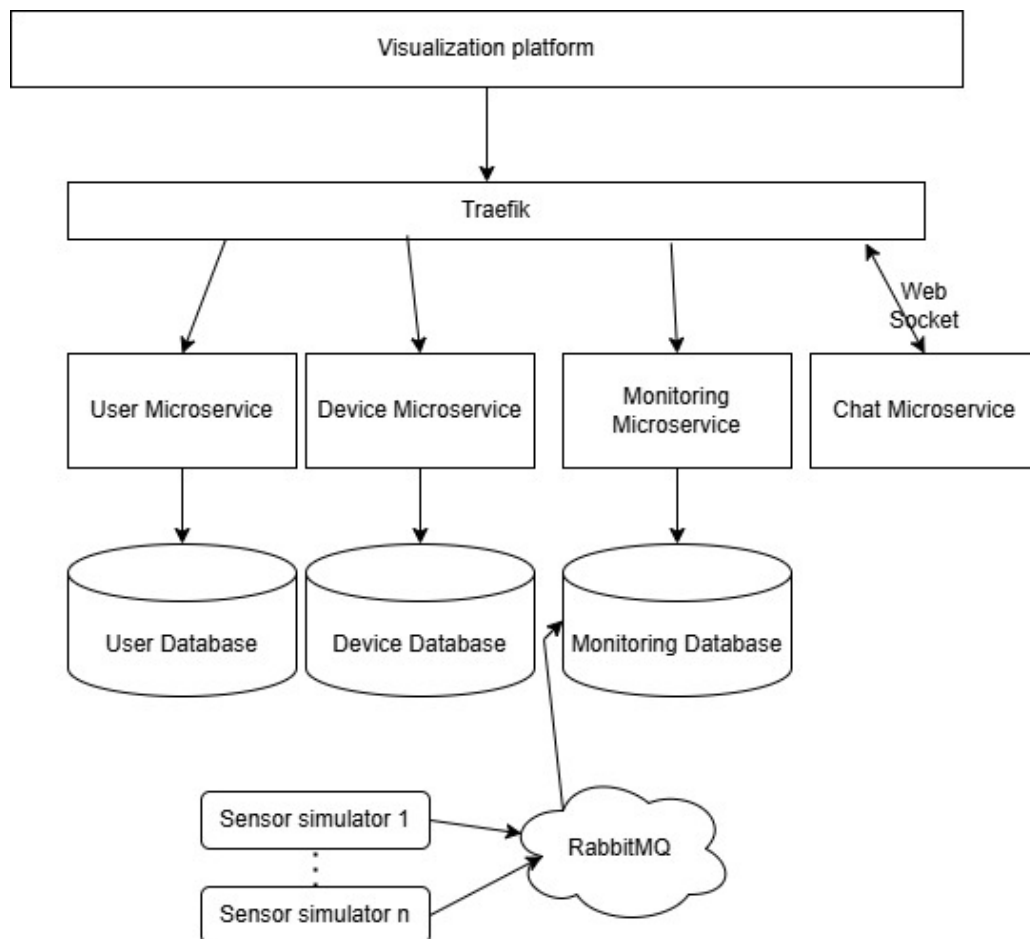 Visualization platform
Traefik
Web
Socket
User Microservice
Device Microservice
Monitoring
Microservice
Chat Microservice
User Database
Device Database
Monitoring Database
Sensor simulator 1
RabbitMQ
Sensor simulator n